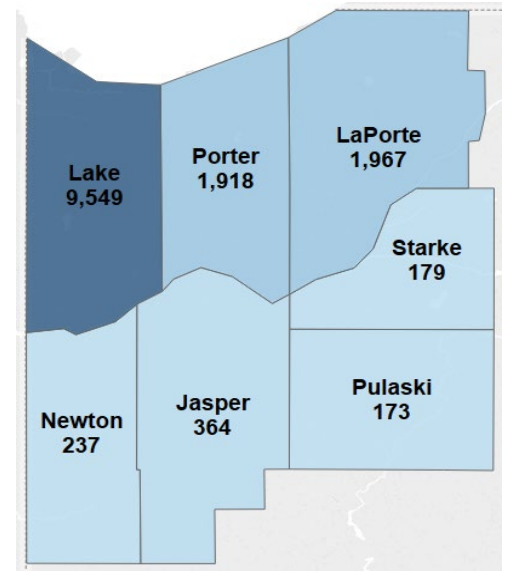 Lake
9,549
Porter
1,918
LaPorte
1,967
Starke
179
Newton
237
Jasper
364
Pulaski
173